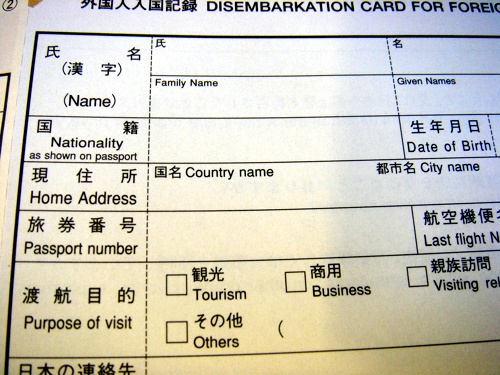 ②
外国人入国記録 DISEMBARKATION CARD FOR
氏 名 氏 名
(漢 字)
(Name) Family Name Given Names
国 籍 生年月日
Nationality Date of Birth
as shown on passport
現 住 所 国名 Country name 都市名 City name
Home Address
旅 券 番 号 航空機便名
Passport number Last flight
渡 航 目 的 観光 商用 親族訪問
Tourism Business Visiting
Purpose of visit その他 (
Others
日本の連絡先